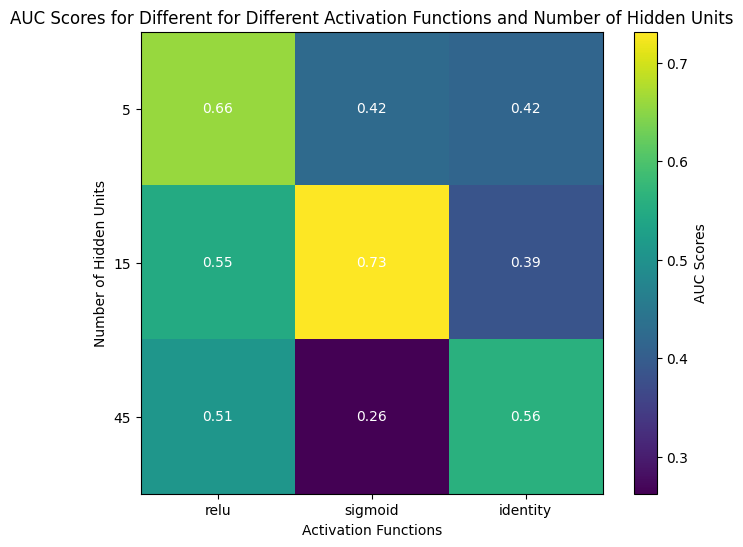 AUC Scores for Different for Different Activation Functions and Number of Hidden Units
Number of Hidden Units
5
15
45
0.66 0.42 0.42
0.55 0.73 0.39
0.51 0.26 0.56
relu sigmoid identity
Activation Functions
0.7
0.6
0.5
0.4
0.3
AUC Scores